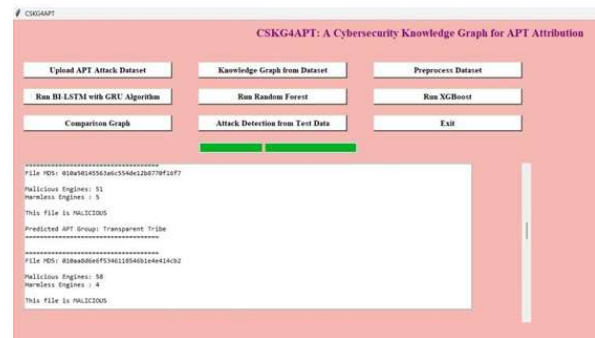 CSKG4APT
CSKG4APT: A Cybersecurity Knowledge Graph for APT Attribution
Upload APT Attack Dataset
Knowledge Graph from Dataset
Preprocess Dataset
Run BI-LSTM with GRU Algorithm
Run Random Forest
Run XGBoost
Comparison Graph
Attack Detection from Test Data
Exit
====================================
File MD5:
Malicious Engines: 51
Harmless Engines : 5
This file is MALICIOUS
Predicted APT Group: Transparent Tribe
====================================
====================================
File MD5:
Malicious Engines: 58
Harmless Engines : 4
This file is MALICIOUS